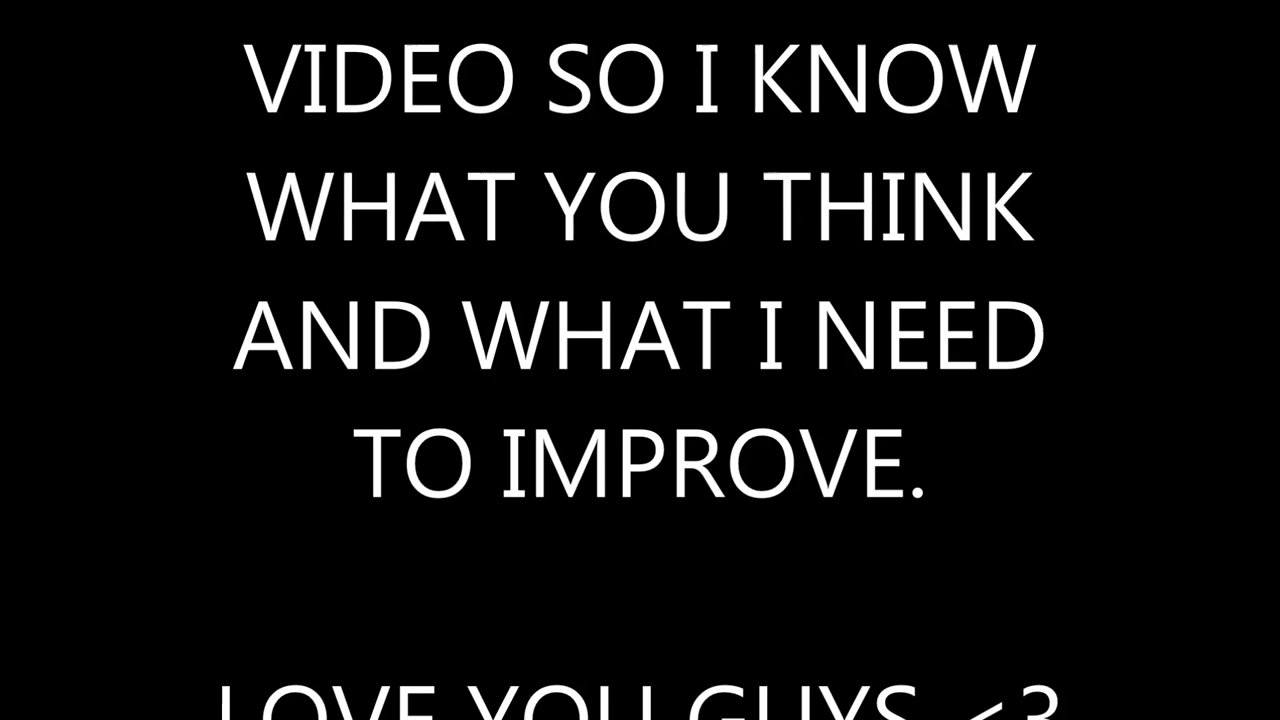 VIDEO SO I KNOW
WHAT YOU THINK
AND WHAT I NEED
TO IMPROVE.
LOVE YOU GUYS <3